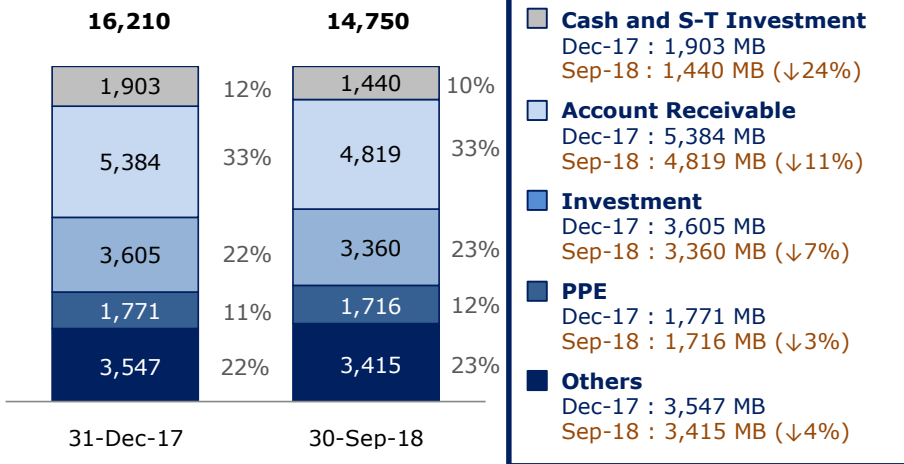 16,210
14,750
1,903
12%
1,440
10%
5,384
33%
4,819
33%
3,605
22%
3,360
23%
1,771
11%
1,716
12%
3,547
22%
3,415
23%
31-Dec-17
30-Sep-18
Cash and S-T Investment
Dec-17 : 1,903 MB
Sep-18 : 1,440 MB (↓24%)
Account Receivable
Dec-17 : 5,384 MB
Sep-18 : 4,819 MB (↓11%)
Investment
Dec-17 : 3,605 MB
Sep-18 : 3,360 MB (↓7%)
PPE
Dec-17 : 1,771 MB
Sep-18 : 1,716 MB (↓3%)
Others
Dec-17 : 3,547 MB
Sep-18 : 3,415 MB (↓4%)